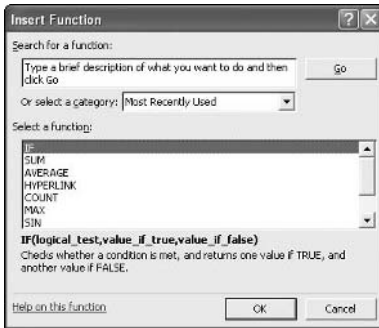 Insert Function
Search for a function:
Type a brief description of what you want to do and then
click Go
Go
Or select a category: Most Recently Used
Select a function:
IF
SUM
AVERAGE
HYPERLINK
COUNT
MAX
SIN
IF(logical_test,value_if_true,value_if_false)
Checks whether a condition is met, and returns one value if TRUE, and
another value if FALSE.
Help on this function
OK
Cancel